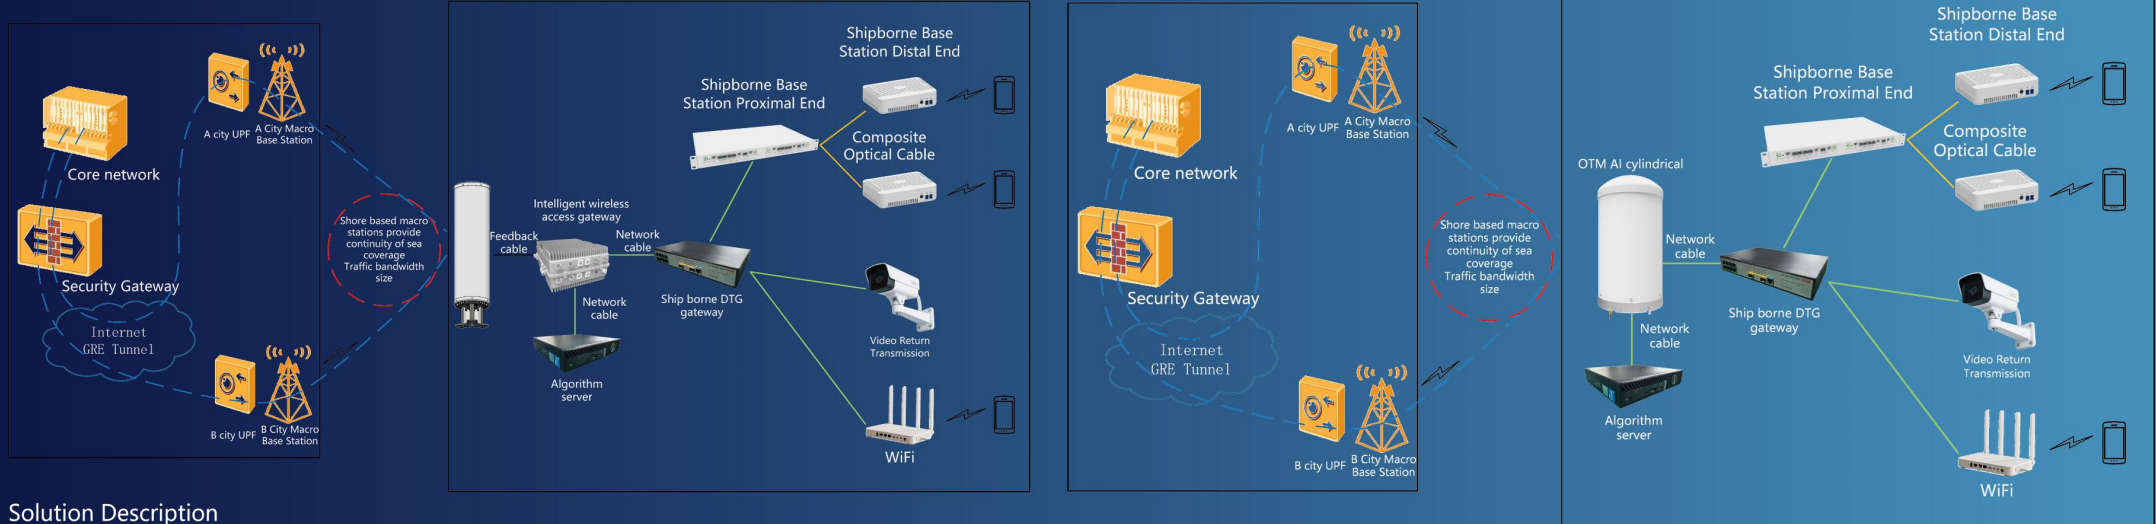 A city UPF
A City Macro
Base Station
Core network
Security Gateway
Internet
GRE Tunnel
B city UPF
B City Macro
Base Station
Shore based macro
stations provide
continuity of sea
coverage
Traffic bandwidth
size
Shipborne Base
Station Distal End
Shipborne Base
Station Proximal End
Composite
Optical Cable
Intelligent wireless
access gateway
Feedback
cable
Network
cable
Network
cable
Ship borne DTG
gateway
Algorithm
server
Video Return
Transmission
WiFi
A city UPF
A City Macro
Base Station
Core network
Security Gateway
Internet
GRE Tunnel
B city UPF
B City Macro
Base Station
Shore based macro
stations provide
continuity of sea
coverage
Traffic bandwidth
size
Shipborne Base
Station Distal End
Shipborne Base
Station Proximal End
Composite
Optical Cable
OTM AI cylindrical
Network
cable
Network
cable
Ship borne DTG
gateway
Algorithm
server
Video Return
Transmission
WiFi
Solution Description